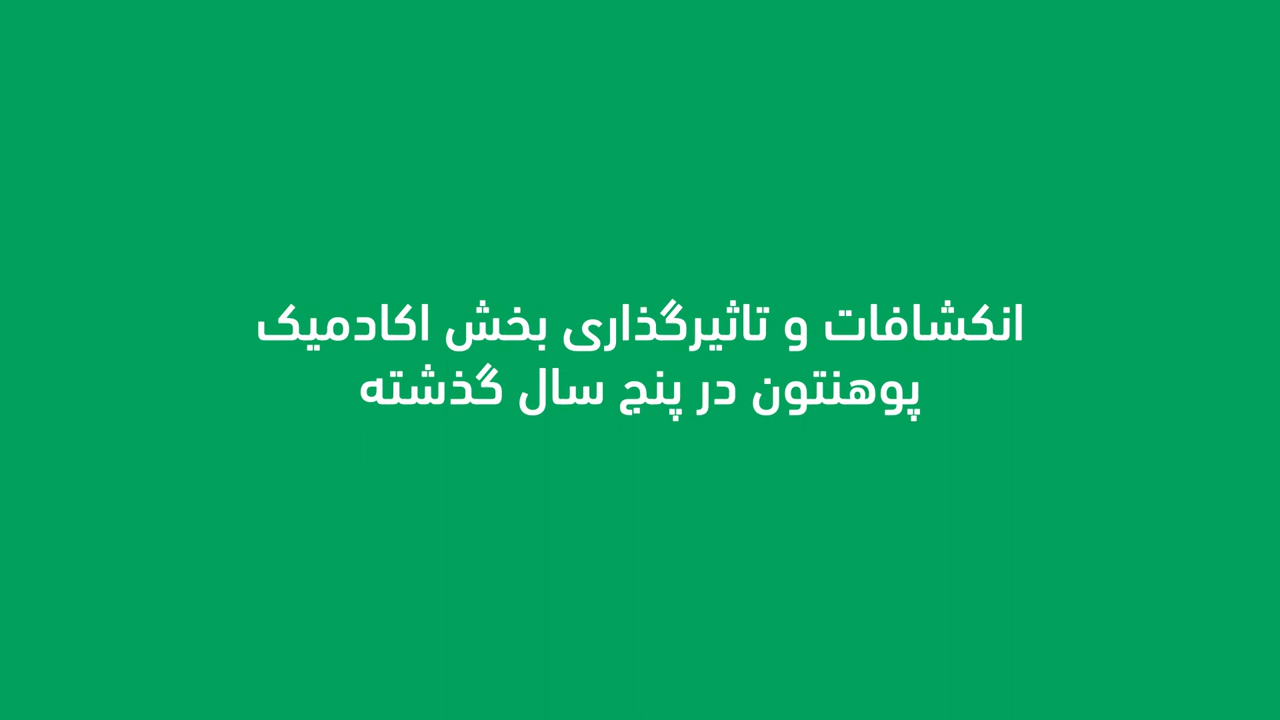 انکشافات و تاثیرگذاری بخش اکادمیک
پوهنتون در پنج سال گذشته